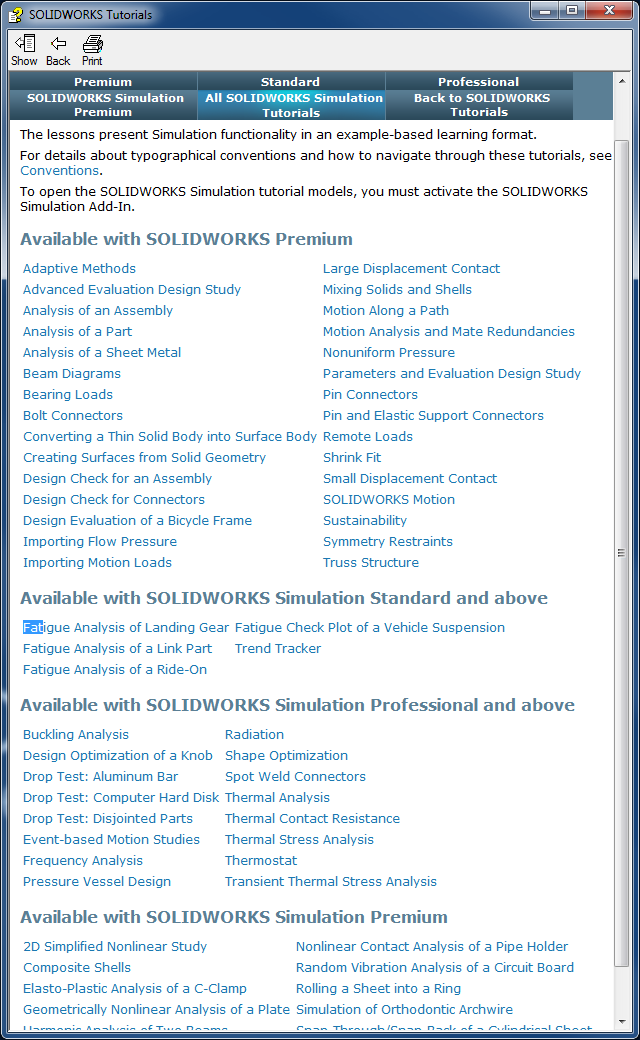 SOLIDWORKS Tutorials
Show Back Print
Premium Standard Professional
SOLIDWORKS Simulation Premium
All SOLIDWORKS Simulation Tutorials
Back to SOLIDWORKS Tutorials
The lessons present Simulation functionality in an example-based learning format.
For details about typographical conventions and how to navigate through these tutorials, see
Conventions.
To open the SOLIDWORKS Simulation tutorial models, you must activate the SOLIDWORKS
Simulation Add-In.
Available with SOLIDWORKS Premium
Adaptive Methods Large Displacement Contact
Advanced Evaluation Design Study Mixing Solids and Shells
Analysis of an Assembly Motion Along a Path
Analysis of a Part Motion Analysis and Mate Redundancies
Analysis of a Sheet Metal Nonuniform Pressure
Beam Diagrams Parameters and Evaluation Design Study
Bearing Loads Pin Connectors
Bolt Connectors Pin and Elastic Support Connectors
Converting a Thin Solid Body into Surface Body Remote Loads
Creating Surfaces from Solid Geometry Shrink Fit
Design Check for an Assembly Small Displacement Contact
Design Check for Connectors SOLIDWORKS Motion
Design Evaluation of a Bicycle Frame Sustainability
Importing Flow Pressure Symmetry Restraints
Importing Motion Loads Truss Structure
Available with SOLIDWORKS Simulation Standard and above
Fatigue Analysis of Landing Gear Fatigue Check Plot of a Vehicle Suspension
Fatigue Analysis of a Link Part Trend Tracker
Fatigue Analysis of a Ride-On
Available with SOLIDWORKS Simulation Professional and above
Buckling Analysis Radiation
Design Optimization of a Knob Shape Optimization
Drop Test: Aluminum Bar Spot Weld Connectors
Drop Test: Computer Hard Disk Thermal Analysis
Drop Test: Disjointed Parts Thermal Contact Resistance
Event-based Motion Studies Thermal Stress Analysis
Frequency Analysis Thermostat
Pressure Vessel Design Transient Thermal Stress Analysis
Available with SOLIDWORKS Simulation Premium
2D Simplified Nonlinear Study Nonlinear Contact Analysis of a Pipe Holder
Composite Shells Random Vibration Analysis of a Circuit Board
Elasto-Plastic Analysis of a C-Clamp Rolling a Sheet into a Ring
Geometrically Nonlinear Analysis of a Plate Simulation of Orthodontic Archwire
Harmonic Analysis of Two Beams Snap-Through/Snap-Back of a Cylindrical Sheet